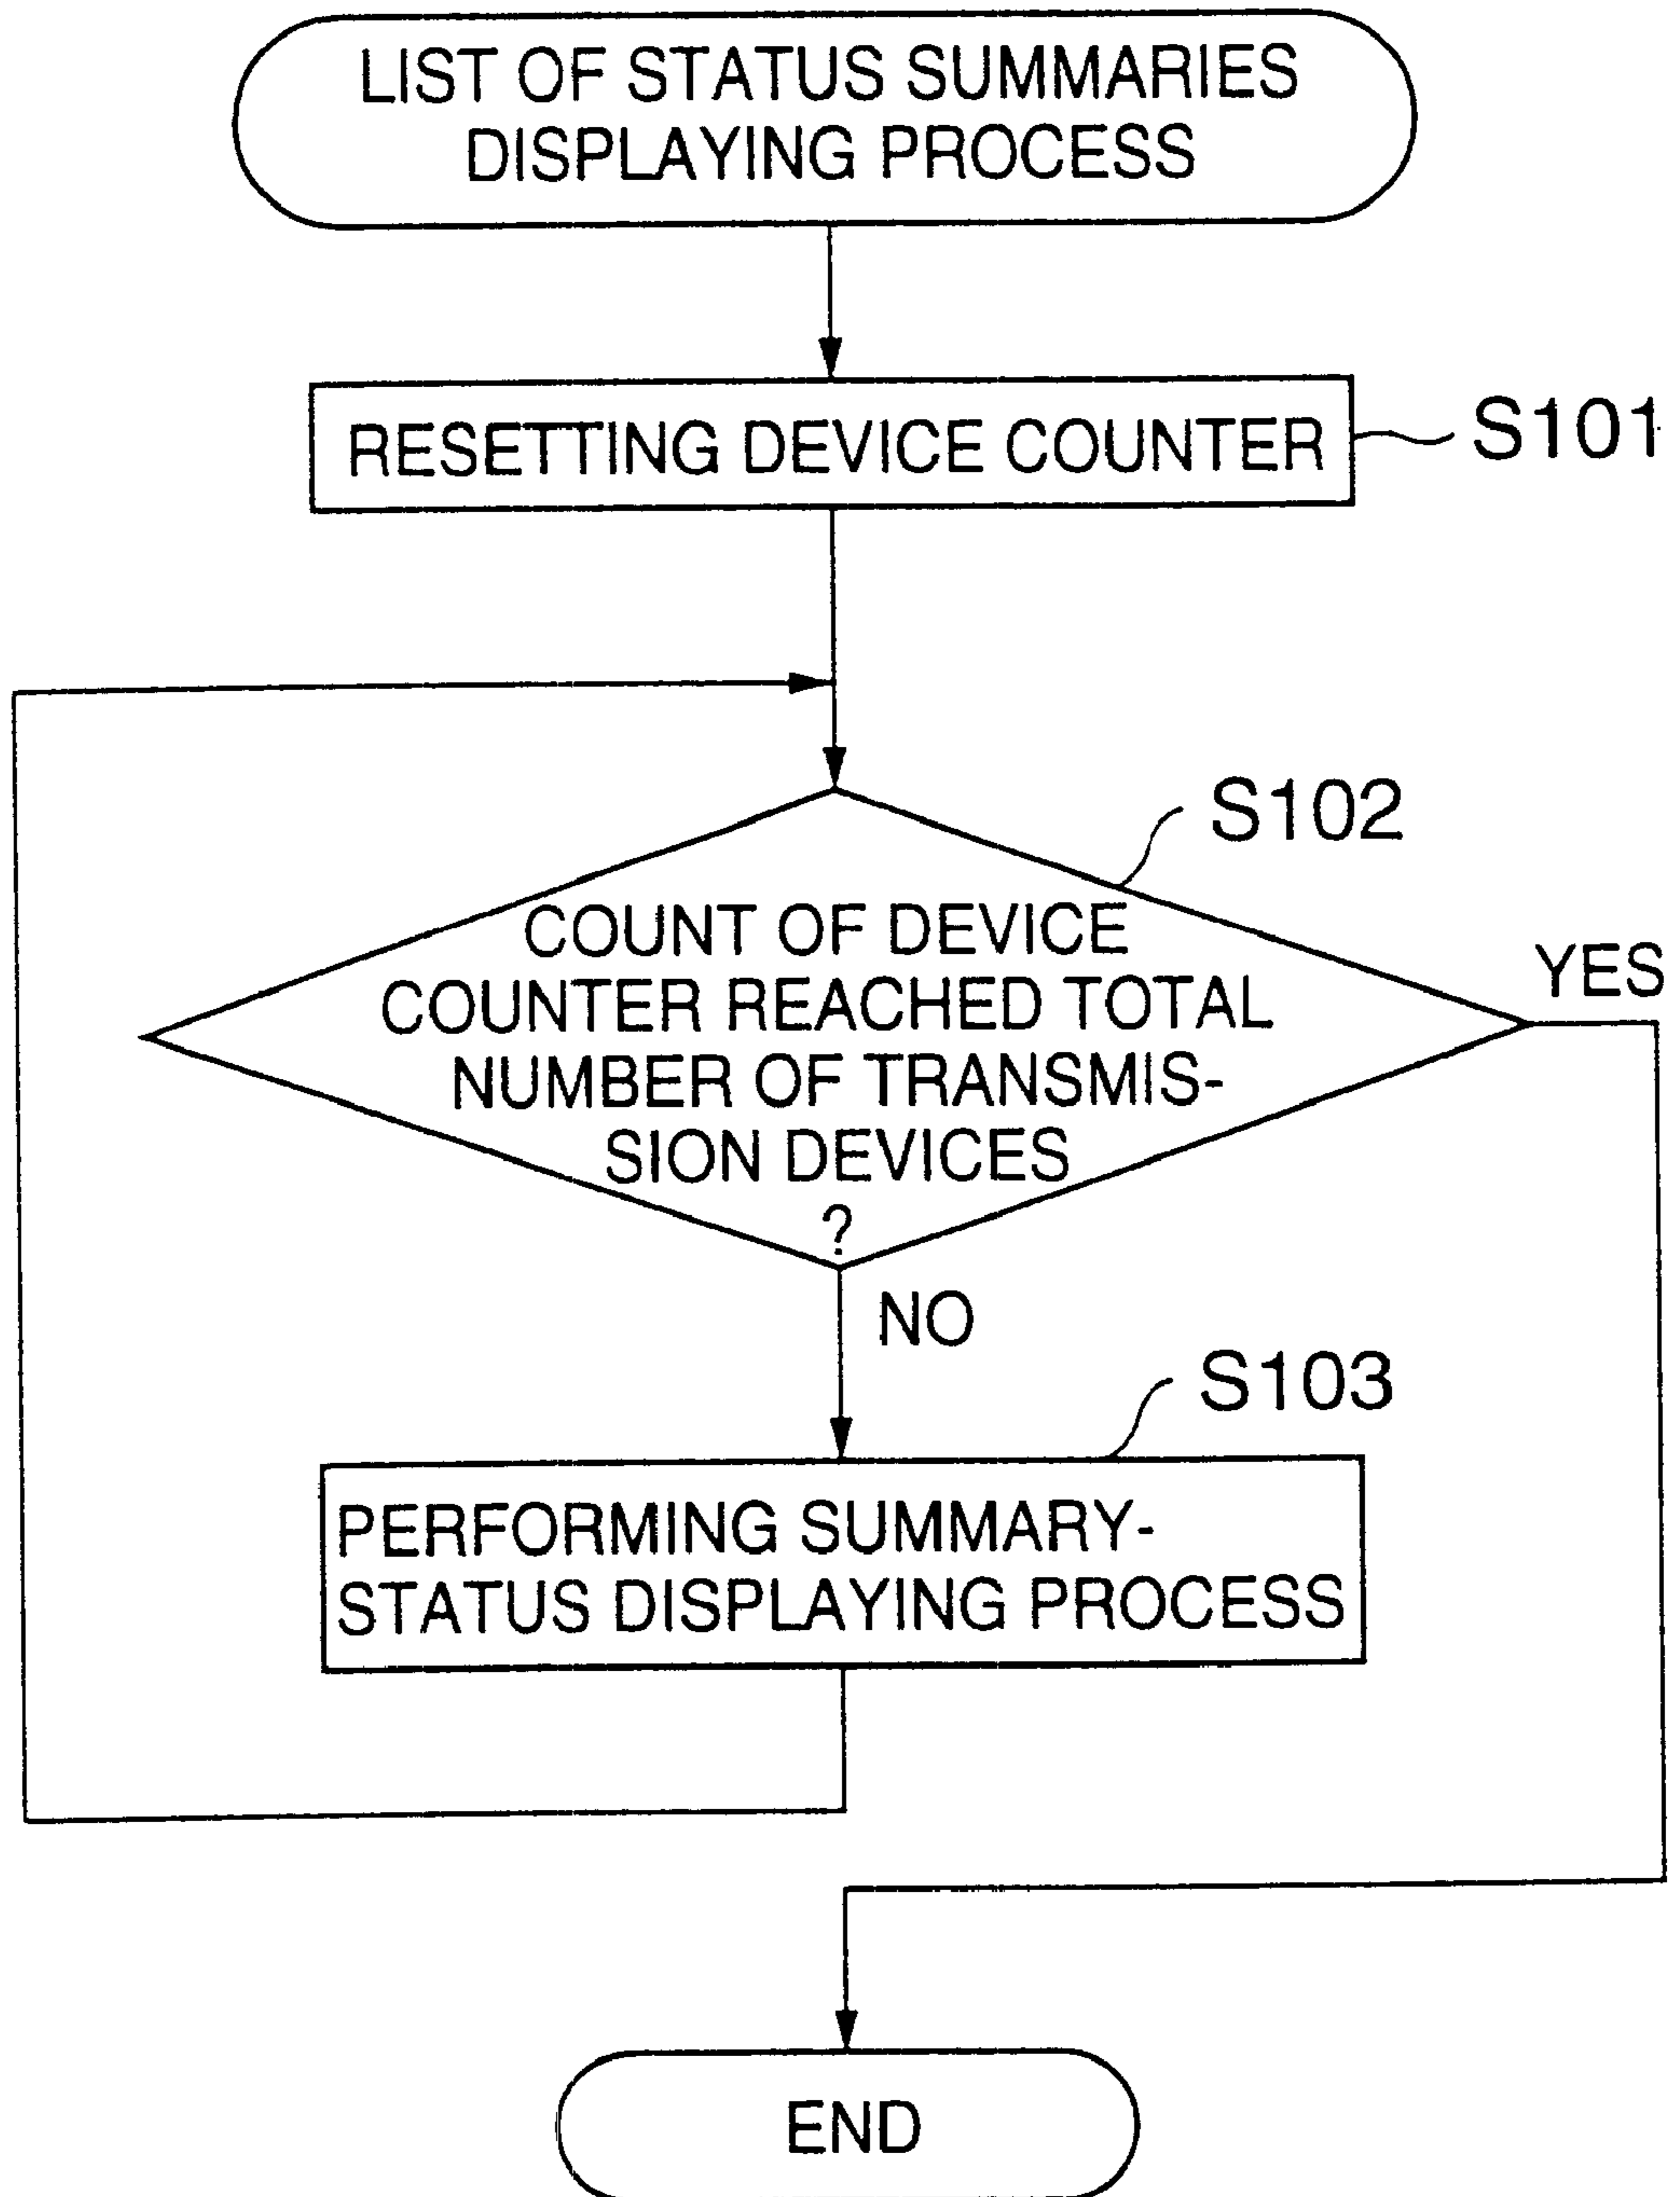 LIST OF STATUS SUMMARIES
DISPLAYING PROCESS
RESETTING DEVICE COUNTER
S101
S102
COUNT OF DEVICE
COUNTER REACHED TOTAL
NUMBER OF TRANSMIS-
SION DEVICES
?
YES
NO
S103
PERFORMING SUMMARY-
STATUS DISPLAYING PROCESS
END